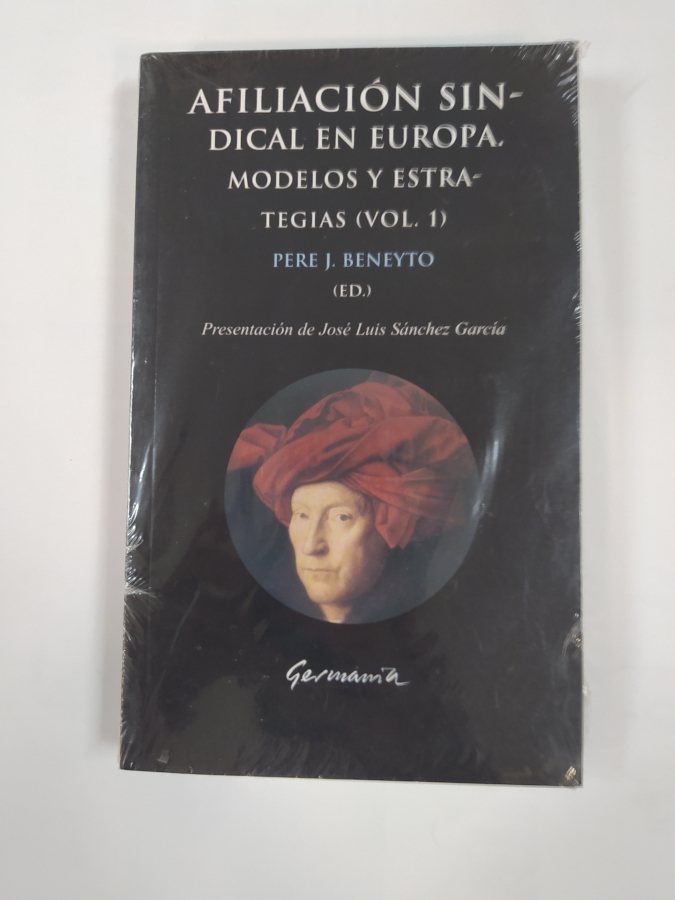 AFILIACIÓN SIN-
DICAL EN EUROPA.
MODELOS Y ESTRA-
TEGIAS (VOL. 1)
PERE J. BENEYTO
(ED.)
Presentación de José Luis Sánchez García
Germanía